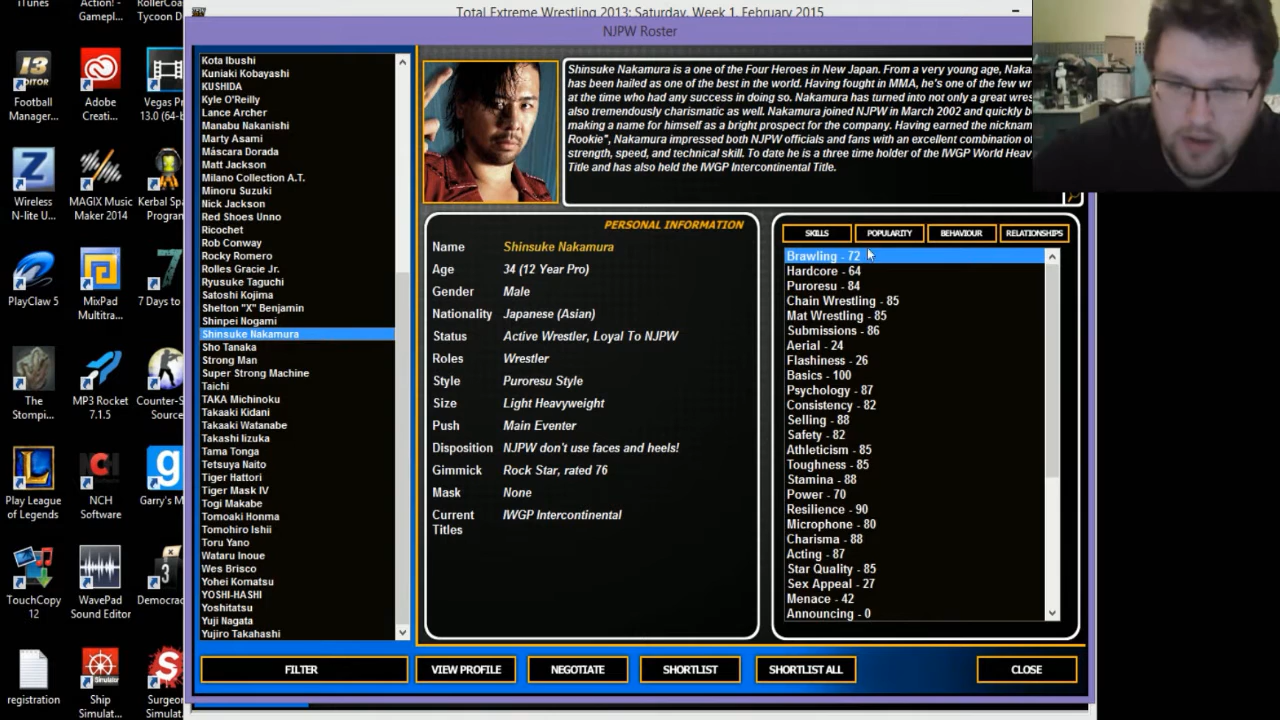 iTunes
Action! -
Gamepl...
RollerCoas
Tycoon D
Football
Manager...
Adobe
Creati...
Vegas Pr
13.0 (64-b
Wireless
N-lite U...
MAGIX Music
Maker 2014
Kerbal Spa
Program
PlayClaw 5
MixPad
Multitra...
7 Days to
The
Stompi...
MP3 Rocket
7.1.5
Counter-S
Source
Play League
of Legends
NCH
Software
Garry's M
TouchCopy
12
WavePad
Sound Editor
Democrac
registration
Ship
Simulat...
Surgeo
Simulat.
Total Extreme Wrestling 2013: Saturday, Week 1, February 2015
NJPW Roster
Kota Ibushi
Kuniaki Kobayashi
KUSHIDA
Kyle O'Reilly
Lance Archer
Manabu Nakanishi
Marty Asami
Máscara Dorada
Matt Jackson
Milano Collection A.T.
Minoru Suzuki
Nick Jackson
Red Shoes Unno
Ricochet
Rob Conway
Rocky Romero
Rolles Gracie Jr.
Ryusuke Taguchi
Satoshi Kojima
Shelton "X" Benjamin
Shinpei Nogami
Shinsuke Nakamura
Sho Tanaka
Strong Man
Super Strong Machine
Taichi
TAKA Michinoku
Takaaki Kidani
Takaaki Watanabe
Takashi Iizuka
Tama Tonga
Tetsuya Naito
Tiger Hattori
Tiger Mask IV
Togi Makabe
Tomoaki Honma
Tomohiro Ishii
Toru Yano
Wataru Inoue
Wes Brisco
Yohei Komatsu
YOSHI-HASHI
Yoshitatsu
Yuji Nagata
Yujiro Takahashi
Shinsuke Nakamura is a one of the Four Heroes in New Japan. From a very young age, Naka
has been hailed as one of the best in the world. Having fought in MMA, he's one of the few wr
at the time who had any success in doing so. Nakamura has turned into not only a great wres
also tremendously charismatic as well. Nakamura joined NJPW in March 2002 and quickly b
making a name for himself as a bright prospect for the company. Having earned the nicknam
Rookie", Nakamura impressed both NJPW officials and fans with an excellent combination o
strength, speed, and technical skill. To date he is a three time holder of the IWGP World Heav
Title and has also held the IWGP Intercontinental Title.
PERSONAL INFORMATION
Name Shinsuke Nakamura
Age 34 (12 Year Pro)
Gender Male
Nationality Japanese (Asian)
Status Active Wrestler, Loyal To NJPW
Roles Wrestler
Style Puroresu Style
Size Light Heavyweight
Push Main Eventer
Disposition NJPW don't use faces and heels!
Gimmick Rock Star, rated 76
Mask None
Current IWGP Intercontinental
Titles
SKILLS POPULARITY BEHAVIOUR RELATIONSHIPS
Brawling - 72
Hardcore - 64
Puroresu - 84
Chain Wrestling - 85
Mat Wrestling - 85
Submissions - 86
Aerial - 24
Flashiness - 26
Basics - 100
Psychology - 87
Consistency - 82
Selling - 88
Safety - 82
Athleticism - 85
Toughness - 85
Stamina - 88
Power - 70
Resilience - 90
Microphone - 80
Charisma - 88
Acting - 87
Star Quality - 85
Sex Appeal - 27
Menace - 42
Announcing - 0
FILTER VIEW PROFILE NEGOTIATE SHORTLIST SHORTLIST ALL CLOSE